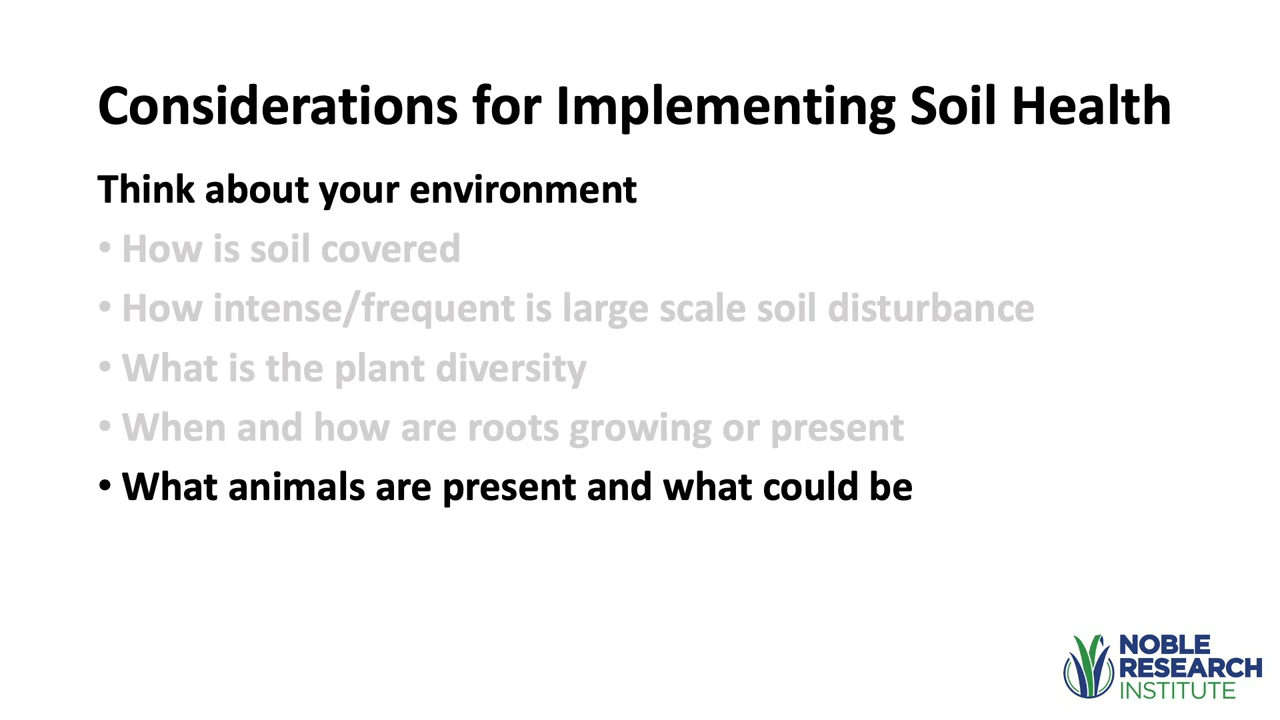 Considerations for Implementing Soil Health
Think about your environment
• How is soil covered
• How intense/frequent is large scale soil disturbance
• What is the plant diversity
• When and how are roots growing or present
• What animals are present and what could be
NOBLE
RESEARCH
INSTITUTE